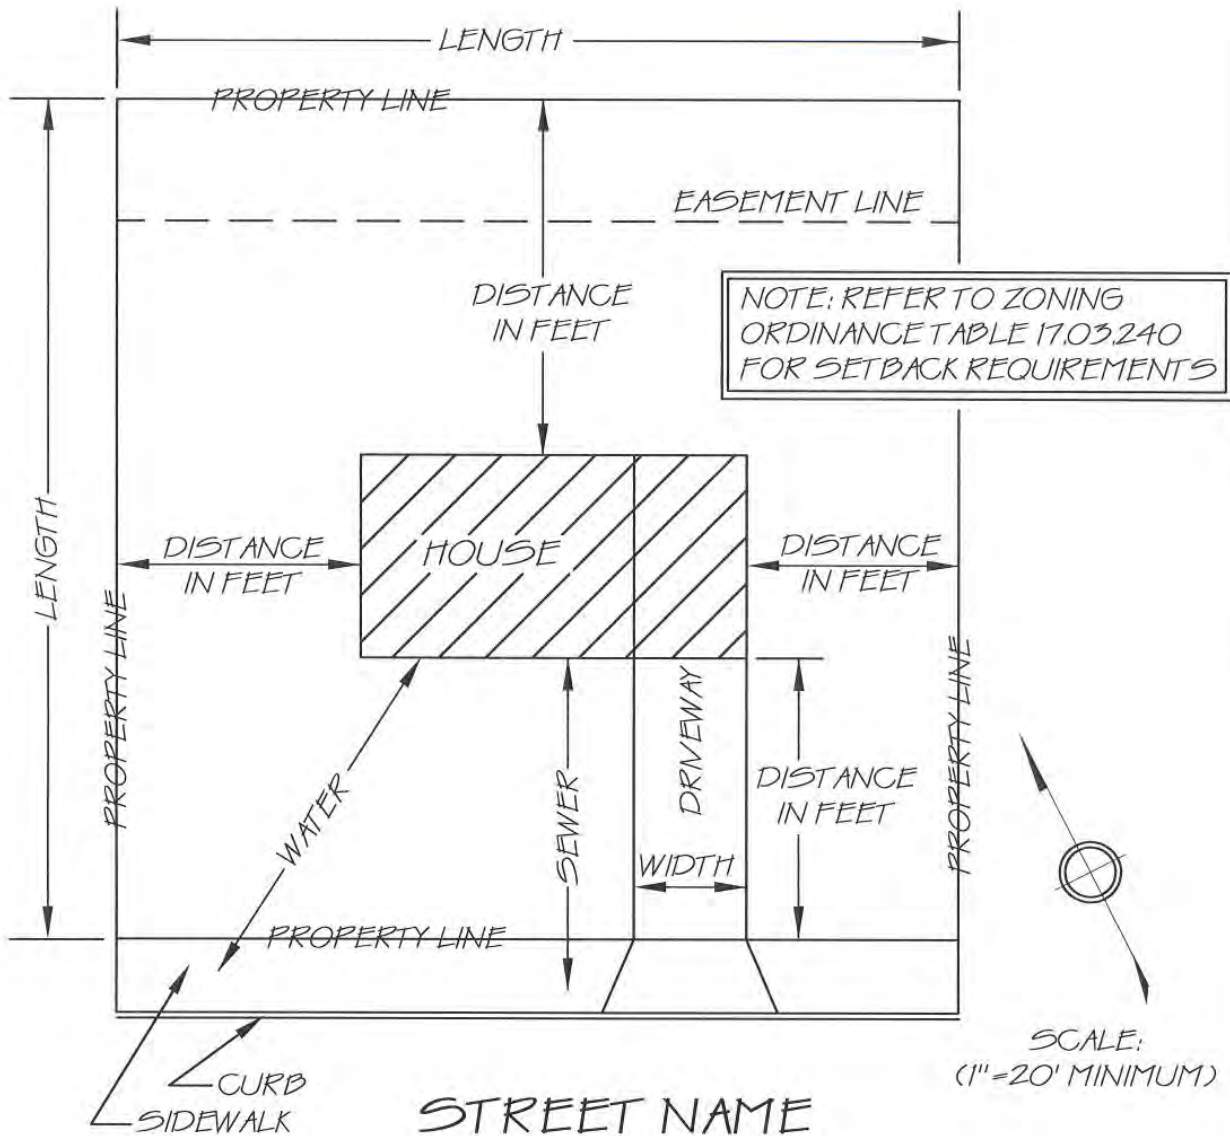 LENGTH
PROPERTY LINE
EASEMENT LINE
DISTANCE
IN FEET
NOTE: REFER TO ZONING
ORDINANCE TABLE 17.03.240
FOR SETBACK REQUIREMENTS
LENGTH
DISTANCE
IN FEET
HOUSE
DISTANCE
IN FEET
PROPERTY LINE
PROPERTY LINE
WATER
SEWER
DRIVEWAY
DISTANCE
IN FEET
WIDTH
PROPERTY LINE
SCALE:
(1"=20' MINIMUM)
CURB
SIDEWALK
STREET NAME